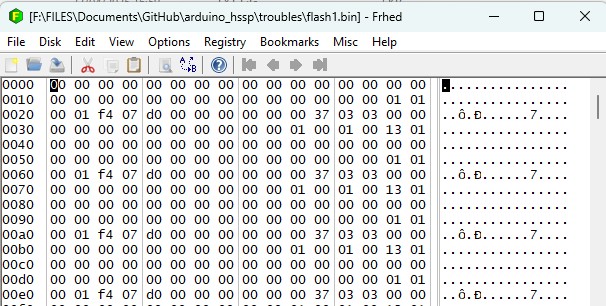 [F:\FILES\Documents\GitHub\arduino_hssp\troubles\flash1.bin] - Frhed
File Disk Edit View Options Registry Bookmarks Misc Help
0000 00 00 00 00 00 00 00 00 00 00 00 00 00 00 00 00 ................
0010 00 00 00 00 00 00 00 00 00 00 00 00 00 00 01 01 ................
0020 00 01 f4 07 d0 00 00 00 00 00 00 37 03 03 00 00 ..ô.Ð......7....
0030 00 00 00 00 00 00 00 00 00 00 01 00 01 00 13 01 ................
0040 00 00 00 00 00 00 00 00 00 00 00 00 00 00 00 00 ................
0050 00 00 00 00 00 00 00 00 00 00 00 00 00 00 01 01 ................
0060 00 01 f4 07 d0 00 00 00 00 00 00 37 03 03 00 00 ..ô.Ð......7....
0070 00 00 00 00 00 00 00 00 00 00 01 00 01 00 13 01 ................
0080 00 00 00 00 00 00 00 00 00 00 00 00 00 00 00 00 ................
0090 00 00 00 00 00 00 00 00 00 00 00 00 00 00 01 01 ................
00a0 00 01 f4 07 d0 00 00 00 00 00 00 37 03 03 00 00 ..ô.Ð......7....
00b0 00 00 00 00 00 00 00 00 00 00 01 00 01 00 13 01 ................
00c0 00 00 00 00 00 00 00 00 00 00 00 00 00 00 00 00 ................
00d0 00 00 00 00 00 00 00 00 00 00 00 00 00 00 01 01 ................
00e0 00 01 f4 07 d0 00 00 00 00 00 00 37 03 03 00 00 ..ô.Ð......7....